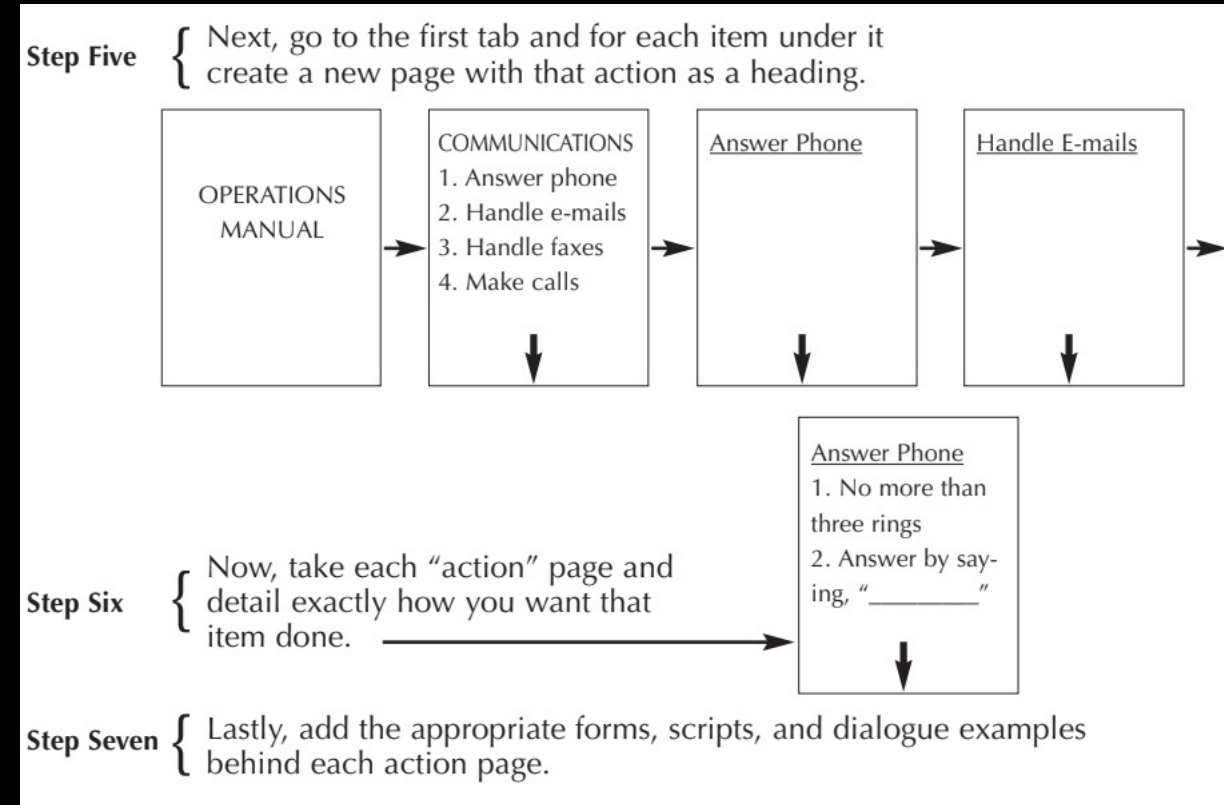 Step Five
Next, go to the first tab and for each item under it
create a new page with that action as a heading.
OPERATIONS
MANUAL
COMMUNICATIONS
1. Answer phone
2. Handle e-mails
3. Handle faxes
4. Make calls
Answer Phone
Handle E-mails
Step Six
Now, take each “action” page and
detail exactly how you want that
item done.
Answer Phone
1. No more than
three rings
2. Answer by say-
ing, “_________”
Step Seven
Lastly, add the appropriate forms, scripts, and dialogue examples
behind each action page.